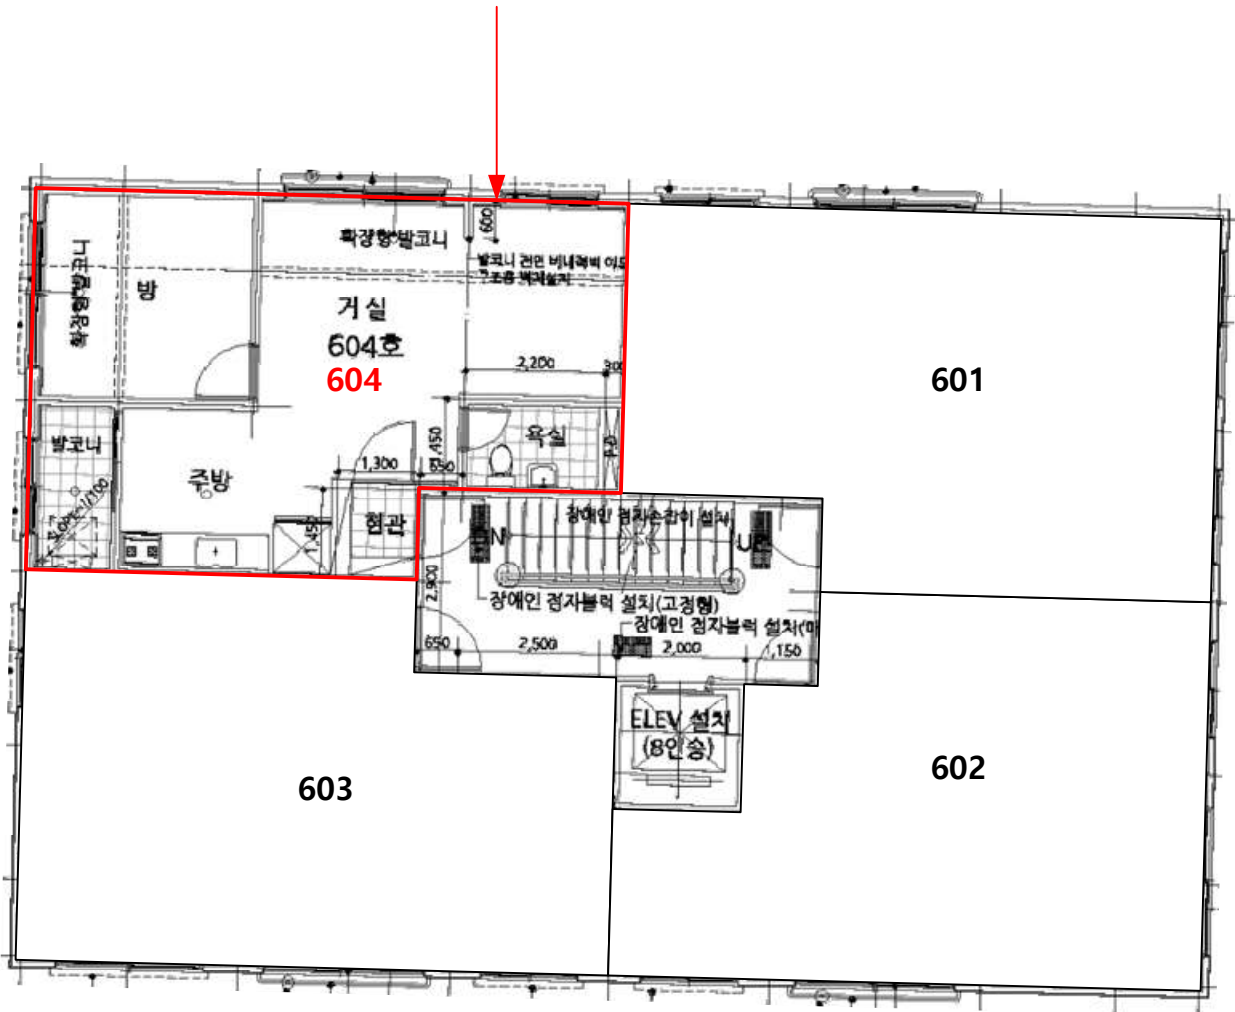 600
확장형 발코니
발코니 전면 비내력벽 이
조흥 벽체설치
확장형 발코니
방
거 실
604호
604
2,200
300
601
발코니
욕실
P.D
1,450
1,300
650
주방
SLOPE=1/100
현관
1,450
장애인 점자손잡이 설치
DN
UP
2,900
장애인 점자블럭 설치(고정형)
장애인 점자블럭 설치(매
650
2,500
2,000
1,150
ELEV 설치
(8인승)
603
602